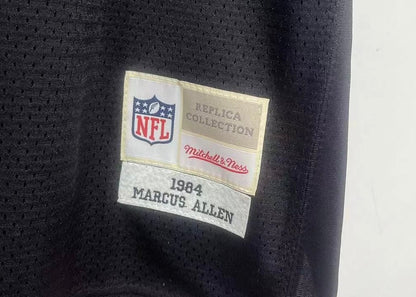 NFL
REPLICA
COLLECTION
Mitchell & Ness
1984
MARCUS ALLEN